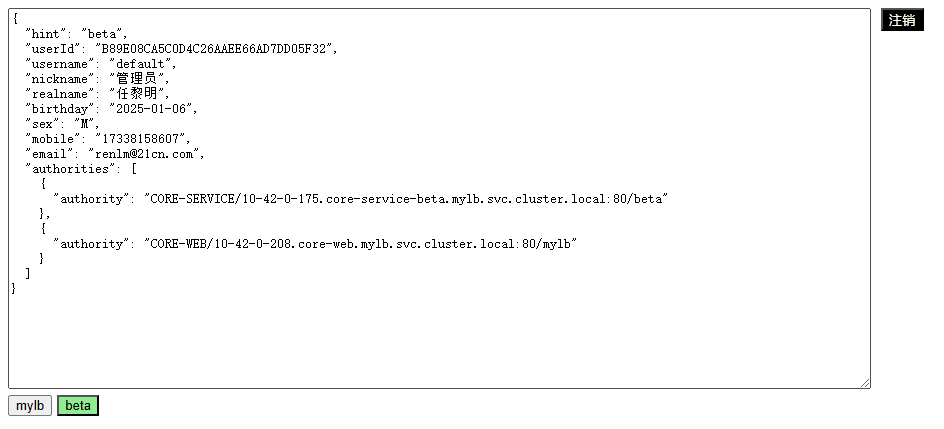 {
  "hint": "beta",
  "userId": "B89E08CA5C0D4C26AAEE66AD7DD05F32",
  "username": "default",
  "nickname": "管理员",
  "realname": "任黎明",
  "birthday": "2025-01-06",
  "sex": "M",
  "mobile": "17338158607",
  "email": "renlm@21cn.com",
  "authorities": [
    {
      "authority": "CORE-SERVICE/10-42-0-175.core-service-beta.mylb.svc.cluster.local:80/beta"
    },
    {
      "authority": "CORE-WEB/10-42-0-208.core-web.mylb.svc.cluster.local:80/mylb"
    }
  ]
}
注销
mylb beta